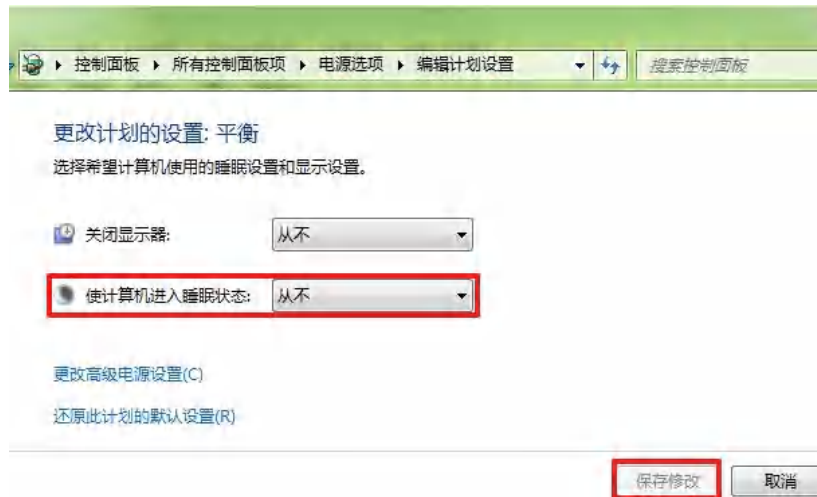 控制面板 所有控制面板项 电源选项 编辑计划设置 搜索控制面板
更改计划的设置: 平衡
选择希望计算机使用的睡眠设置和显示设置。
关闭显示器: 从不
使计算机进入睡眠状态: 从不
更改高级电源设置(C)
还原此计划的默认设置(R)
保存修改 取消